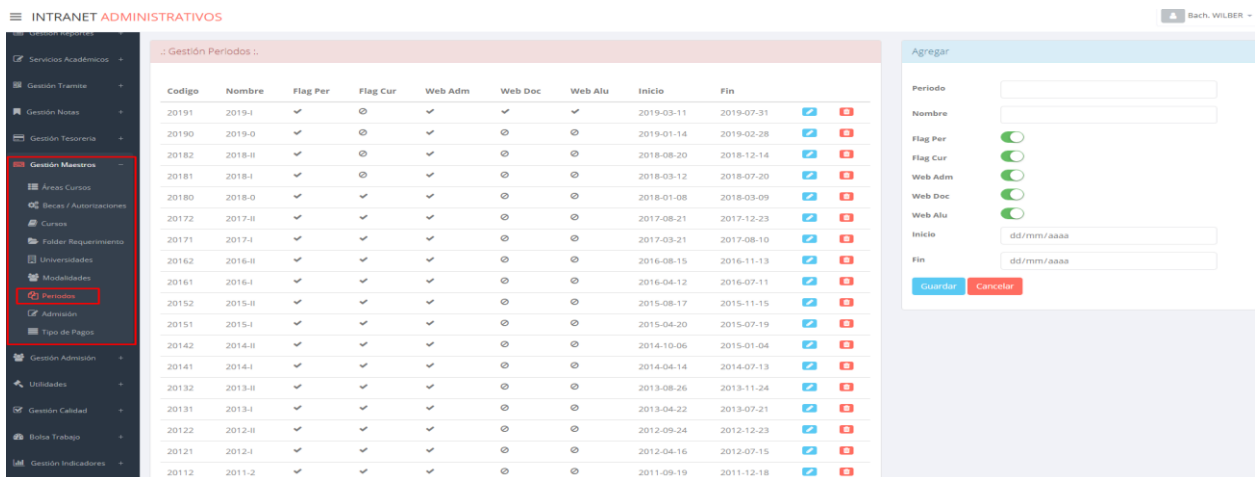 INTRANET ADMINISTRATIVOS
Bach. WILBER
Gestión Reportes +
Servicios Académicos +
Gestión Tramite +
Gestión Notas +
Gestión Tesoreria +
Gestión Maestros −
Áreas Cursos
Becas / Autorizaciones
Cursos
Folder Requerimiento
Universidades
Modalidades
Periodos
Admisión
Tipo de Pagos
Gestión Admisión +
Utilidades +
Gestión Calidad +
Bolsa Trabajo +
Gestión Indicadores +
.: Gestión Periodos :.
Codigo Nombre Flag Per Flag Cur Web Adm Web Doc Web Alu Inicio Fin
20191 2019-I 2019-03-11 2019-07-31
20190 2019-0 2019-01-14 2019-02-28
20182 2018-II 2018-08-20 2018-12-14
20181 2018-I 2018-03-12 2018-07-20
20180 2018-0 2018-01-08 2018-03-09
20172 2017-II 2017-08-21 2017-12-23
20171 2017-I 2017-03-21 2017-08-10
20162 2016-II 2016-08-15 2016-11-13
20161 2016-I 2016-04-12 2016-07-11
20152 2015-II 2015-08-17 2015-11-15
20151 2015-I 2015-04-20 2015-07-19
20142 2014-II 2014-10-06 2015-01-04
20141 2014-I 2014-04-14 2014-07-13
20132 2013-II 2013-08-26 2013-11-24
20131 2013-I 2013-04-22 2013-07-21
20122 2012-II 2012-09-24 2012-12-23
20121 2012-I 2012-04-16 2012-07-15
20112 2011-2 2011-09-19 2011-12-18
Agregar
Periodo
Nombre
Flag Per
Flag Cur
Web Adm
Web Doc
Web Alu
Inicio dd/mm/aaaa
Fin dd/mm/aaaa
Guardar Cancelar